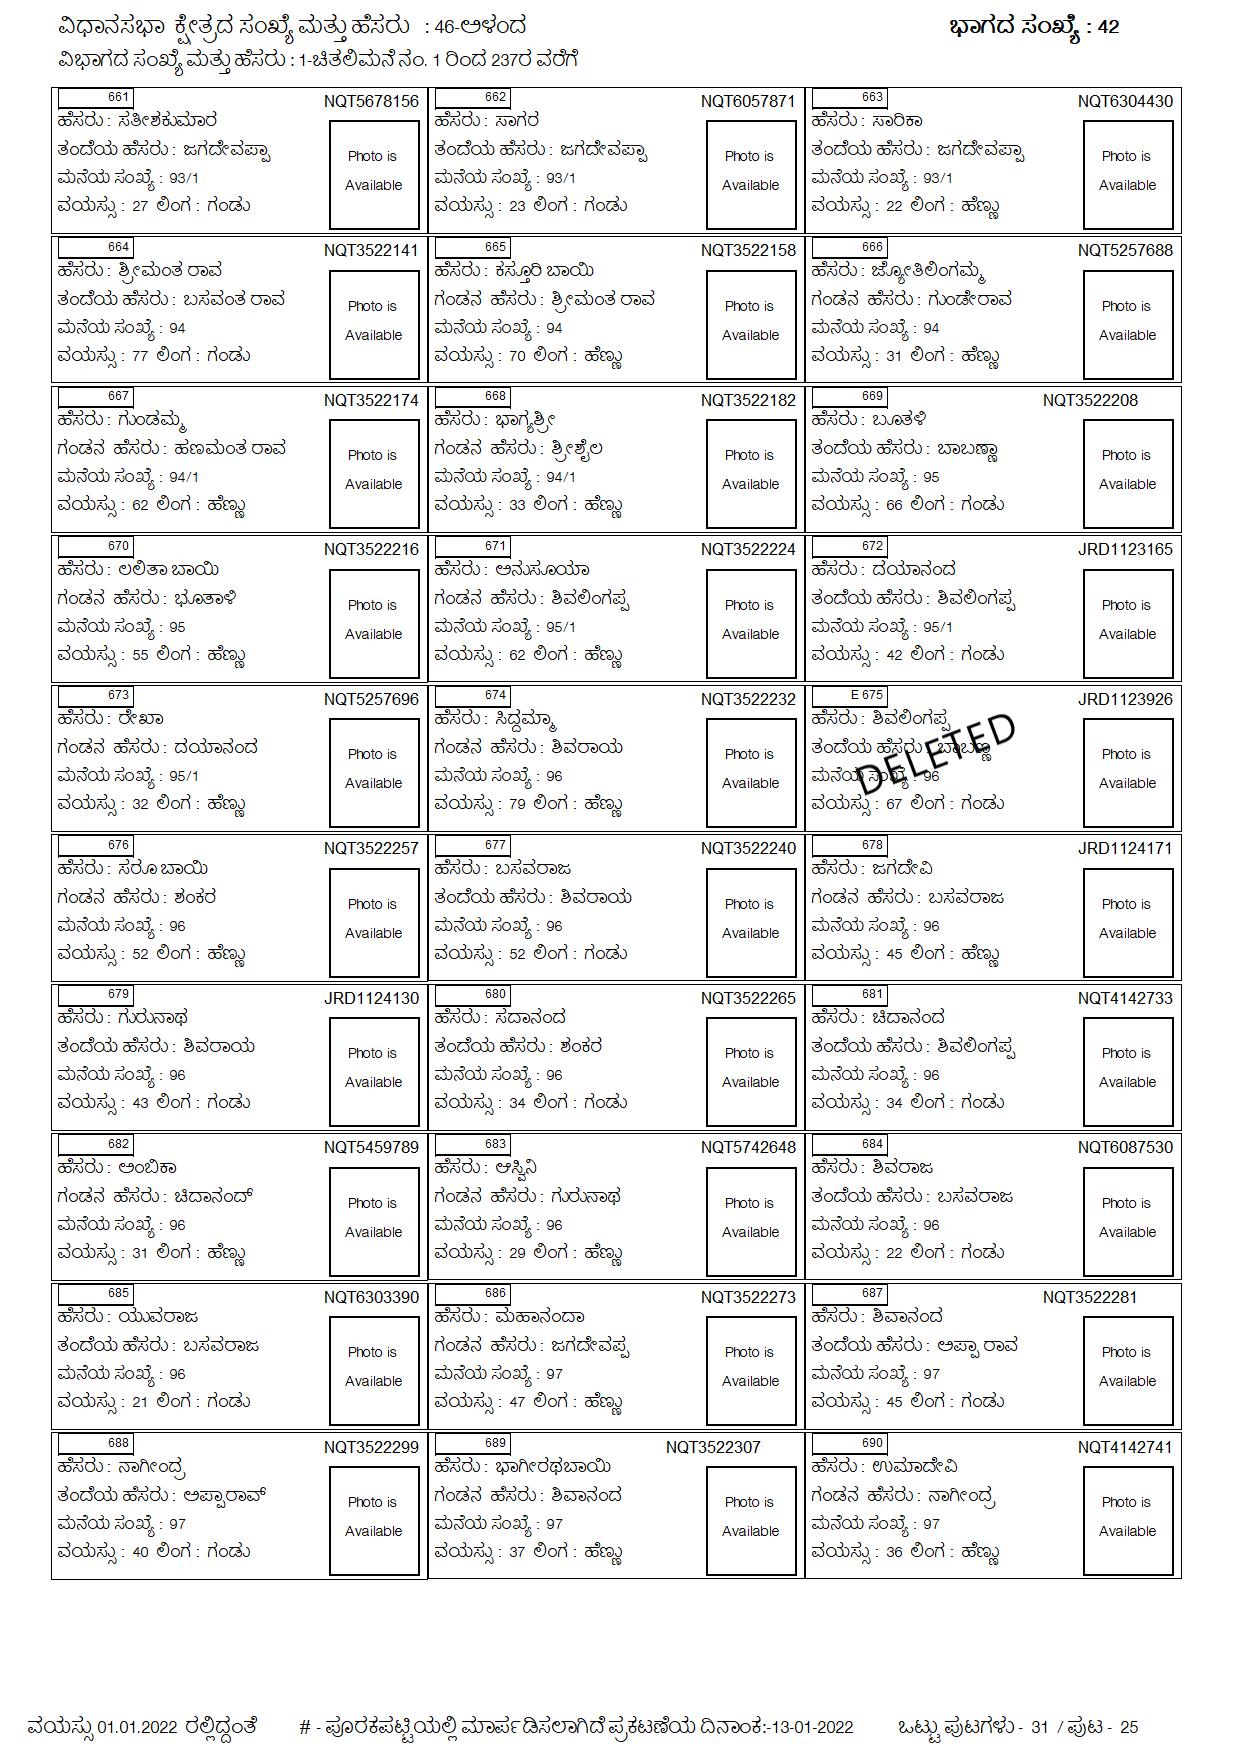 ವಿಧಾನಸಭಾ ಕ್ಷೇತ್ರದ ಸಂಖ್ಯೆ ಮತ್ತು ಹೆಸರು : 46-ಅಳಂದ ಭಾಗದ ಸಂಖ್ಯೆ : 42
ವಿಭಾಗದ ಸಂಖ್ಯೆ ಮತ್ತು ಹೆಸರು : 1-ಚಿತಲಿಮನೆ ನಂ. 1 ರಿಂದ 237ರ ವರೆಗೆ
661 NQT5678156
ಹೆಸರು : ಸತೀಶಕುಮಾರ
ತಂದೆಯ ಹೆಸರು : ಜಗದೇವಪ್ಪಾ
ಮನೆಯ ಸಂಖ್ಯೆ : 93/1
ವಯಸ್ಸು : 27 ಲಿಂಗ : ಗಂಡು
Photo is
Available
662 NQT6057871
ಹೆಸರು : ಸಾಗರ
ತಂದೆಯ ಹೆಸರು : ಜಗದೇವಪ್ಪಾ
ಮನೆಯ ಸಂಖ್ಯೆ : 93/1
ವಯಸ್ಸು : 23 ಲಿಂಗ : ಗಂಡು
Photo is
Available
663 NQT6304430
ಹೆಸರು : ಸಾರಿಕಾ
ತಂದೆಯ ಹೆಸರು : ಜಗದೇವಪ್ಪಾ
ಮನೆಯ ಸಂಖ್ಯೆ : 93/1
ವಯಸ್ಸು : 22 ಲಿಂಗ : ಹೆಣ್ಣು
Photo is
Available
664 NQT3522141
ಹೆಸರು : ಶ್ರೀಮಂತ ರಾವ
ತಂದೆಯ ಹೆಸರು : ಬಸವಂತ ರಾವ
ಮನೆಯ ಸಂಖ್ಯೆ : 94
ವಯಸ್ಸು : 77 ಲಿಂಗ : ಗಂಡು
Photo is
Available
665 NQT3522158
ಹೆಸರು : ಕಸ್ತೂರಿ ಬಾಯಿ
ಗಂಡನ ಹೆಸರು : ಶ್ರೀಮಂತ ರಾವ
ಮನೆಯ ಸಂಖ್ಯೆ : 94
ವಯಸ್ಸು : 70 ಲಿಂಗ : ಹೆಣ್ಣು
Photo is
Available
666 NQT5257688
ಹೆಸರು : ಜ್ಯೋತಿಲಿಂಗಮ್ಮ
ಗಂಡನ ಹೆಸರು : ಗುಂಡೇರಾವ
ಮನೆಯ ಸಂಖ್ಯೆ : 94
ವಯಸ್ಸು : 31 ಲಿಂಗ : ಹೆಣ್ಣು
Photo is
Available
667 NQT3522174
ಹೆಸರು : ಗುಂಡಮ್ಮ
ಗಂಡನ ಹೆಸರು : ಹಣಮಂತ ರಾವ
ಮನೆಯ ಸಂಖ್ಯೆ : 94/1
ವಯಸ್ಸು : 62 ಲಿಂಗ : ಹೆಣ್ಣು
Photo is
Available
668 NQT3522182
ಹೆಸರು : ಭಾಗ್ಯಶ್ರೀ
ಗಂಡನ ಹೆಸರು : ಶ್ರೀಶೈಲ
ಮನೆಯ ಸಂಖ್ಯೆ : 94/1
ವಯಸ್ಸು : 33 ಲಿಂಗ : ಹೆಣ್ಣು
Photo is
Available
669 NQT3522208
ಹೆಸರು : ಬೂತಳಿ
ತಂದೆಯ ಹೆಸರು : ಬಾಬಣ್ಣಾ
ಮನೆಯ ಸಂಖ್ಯೆ : 95
ವಯಸ್ಸು : 66 ಲಿಂಗ : ಗಂಡು
Photo is
Available
670 NQT3522216
ಹೆಸರು : ಲಲಿತಾ ಬಾಯಿ
ಗಂಡನ ಹೆಸರು : ಭೂತಾಳಿ
ಮನೆಯ ಸಂಖ್ಯೆ : 95
ವಯಸ್ಸು : 55 ಲಿಂಗ : ಹೆಣ್ಣು
Photo is
Available
671 NQT3522224
ಹೆಸರು : ಅನುಸೂಯಾ
ಗಂಡನ ಹೆಸರು : ಶಿವಲಿಂಗಪ್ಪ
ಮನೆಯ ಸಂಖ್ಯೆ : 95/1
ವಯಸ್ಸು : 62 ಲಿಂಗ : ಹೆಣ್ಣು
Photo is
Available
672 JRD1123165
ಹೆಸರು : ದಯಾನಂದ
ತಂದೆಯ ಹೆಸರು : ಶಿವಲಿಂಗಪ್ಪ
ಮನೆಯ ಸಂಖ್ಯೆ : 95/1
ವಯಸ್ಸು : 42 ಲಿಂಗ : ಗಂಡು
Photo is
Available
673 NQT5257696
ಹೆಸರು : ರೇಖಾ
ಗಂಡನ ಹೆಸರು : ದಯಾನಂದ
ಮನೆಯ ಸಂಖ್ಯೆ : 95/1
ವಯಸ್ಸು : 32 ಲಿಂಗ : ಹೆಣ್ಣು
Photo is
Available
674 NQT3522232
ಹೆಸರು : ಸಿದ್ದಮ್ಮಾ
ಗಂಡನ ಹೆಸರು : ಶಿವರಾಯ
ಮನೆಯ ಸಂಖ್ಯೆ : 96
ವಯಸ್ಸು : 79 ಲಿಂಗ : ಹೆಣ್ಣು
Photo is
Available
E 675 JRD1123926
ಹೆಸರು : ಶಿವಲಿಂಗಪ್ಪ
ತಂದೆಯ ಹೆಸರು : ಬಾಬಣ್ಣ
ಮನೆಯ ಸಂಖ್ಯೆ : 96
ವಯಸ್ಸು : 67 ಲಿಂಗ : ಗಂಡು
DELETED
Photo is
Available
676 NQT3522257
ಹೆಸರು : ಸರೂ ಬಾಯಿ
ಗಂಡನ ಹೆಸರು : ಶಂಕರ
ಮನೆಯ ಸಂಖ್ಯೆ : 96
ವಯಸ್ಸು : 52 ಲಿಂಗ : ಹೆಣ್ಣು
Photo is
Available
677 NQT3522240
ಹೆಸರು : ಬಸವರಾಜ
ತಂದೆಯ ಹೆಸರು : ಶಿವರಾಯ
ಮನೆಯ ಸಂಖ್ಯೆ : 96
ವಯಸ್ಸು : 52 ಲಿಂಗ : ಗಂಡು
Photo is
Available
678 JRD1124171
ಹೆಸರು : ಜಗದೇವಿ
ಗಂಡನ ಹೆಸರು : ಬಸವರಾಜ
ಮನೆಯ ಸಂಖ್ಯೆ : 96
ವಯಸ್ಸು : 45 ಲಿಂಗ : ಹೆಣ್ಣು
Photo is
Available
679 JRD1124130
ಹೆಸರು : ಗುರುನಾಥ
ತಂದೆಯ ಹೆಸರು : ಶಿವರಾಯ
ಮನೆಯ ಸಂಖ್ಯೆ : 96
ವಯಸ್ಸು : 43 ಲಿಂಗ : ಗಂಡು
Photo is
Available
680 NQT3522265
ಹೆಸರು : ಸದಾನಂದ
ತಂದೆಯ ಹೆಸರು : ಶಂಕರ
ಮನೆಯ ಸಂಖ್ಯೆ : 96
ವಯಸ್ಸು : 34 ಲಿಂಗ : ಗಂಡು
Photo is
Available
681 NQT4142733
ಹೆಸರು : ಚಿದಾನಂದ
ತಂದೆಯ ಹೆಸರು : ಶಿವಲಿಂಗಪ್ಪ
ಮನೆಯ ಸಂಖ್ಯೆ : 96
ವಯಸ್ಸು : 34 ಲಿಂಗ : ಗಂಡು
Photo is
Available
682 NQT5459789
ಹೆಸರು : ಅಂಬಿಕಾ
ಗಂಡನ ಹೆಸರು : ಚಿದಾನಂದ್
ಮನೆಯ ಸಂಖ್ಯೆ : 96
ವಯಸ್ಸು : 31 ಲಿಂಗ : ಹೆಣ್ಣು
Photo is
Available
683 NQT5742648
ಹೆಸರು : ಆಸ್ವಿನಿ
ಗಂಡನ ಹೆಸರು : ಗುರುನಾಥ
ಮನೆಯ ಸಂಖ್ಯೆ : 96
ವಯಸ್ಸು : 29 ಲಿಂಗ : ಹೆಣ್ಣು
Photo is
Available
684 NQT6087530
ಹೆಸರು : ಶಿವರಾಜ
ತಂದೆಯ ಹೆಸರು : ಬಸವರಾಜ
ಮನೆಯ ಸಂಖ್ಯೆ : 96
ವಯಸ್ಸು : 22 ಲಿಂಗ : ಗಂಡು
Photo is
Available
685 NQT6303390
ಹೆಸರು : ಯುವರಾಜ
ತಂದೆಯ ಹೆಸರು : ಬಸವರಾಜ
ಮನೆಯ ಸಂಖ್ಯೆ : 96
ವಯಸ್ಸು : 21 ಲಿಂಗ : ಗಂಡು
Photo is
Available
686 NQT3522273
ಹೆಸರು : ಮಹಾನಂದಾ
ಗಂಡನ ಹೆಸರು : ಜಗದೇವಪ್ಪ
ಮನೆಯ ಸಂಖ್ಯೆ : 97
ವಯಸ್ಸು : 47 ಲಿಂಗ : ಹೆಣ್ಣು
Photo is
Available
687 NQT3522281
ಹೆಸರು : ಶಿವಾನಂದ
ತಂದೆಯ ಹೆಸರು : ಅಪ್ಪಾ ರಾವ
ಮನೆಯ ಸಂಖ್ಯೆ : 97
ವಯಸ್ಸು : 45 ಲಿಂಗ : ಗಂಡು
Photo is
Available
688 NQT3522299
ಹೆಸರು : ನಾಗೀಂದ್ರ
ತಂದೆಯ ಹೆಸರು : ಅಪ್ಪಾರಾವ್
ಮನೆಯ ಸಂಖ್ಯೆ : 97
ವಯಸ್ಸು : 40 ಲಿಂಗ : ಗಂಡು
Photo is
Available
689 NQT3522307
ಹೆಸರು : ಭಾಗೀರಥಬಾಯಿ
ಗಂಡನ ಹೆಸರು : ಶಿವಾನಂದ
ಮನೆಯ ಸಂಖ್ಯೆ : 97
ವಯಸ್ಸು : 37 ಲಿಂಗ : ಹೆಣ್ಣು
Photo is
Available
690 NQT4142741
ಹೆಸರು : ಉಮಾದೇವಿ
ಗಂಡನ ಹೆಸರು : ನಾಗೀಂದ್ರ
ಮನೆಯ ಸಂಖ್ಯೆ : 97
ವಯಸ್ಸು : 36 ಲಿಂಗ : ಹೆಣ್ಣು
Photo is
Available
ವಯಸ್ಸು 01.01.2022 ರಲ್ಲಿದ್ದಂತೆ # - ಪೂರಕಪಟ್ಟಿಯಲ್ಲಿ ಮಾರ್ಪಡಿಸಲಾಗಿದೆ ಪ್ರಕಟಣೆಯ ದಿನಾಂಕ:-13-01-2022 ಒಟ್ಟು ಪುಟಗಳು - 31 / ಪುಟ - 25